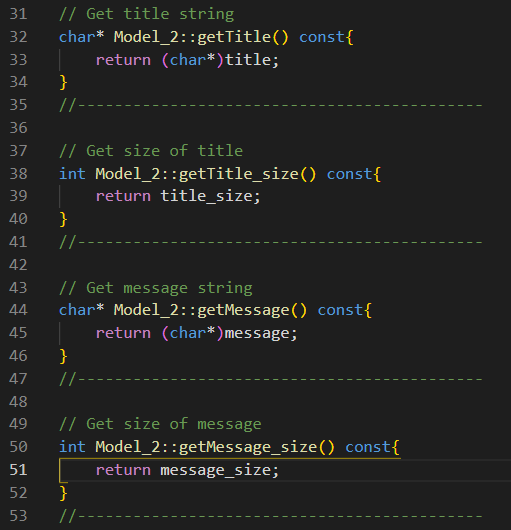 31 // Get title string
32 char* Model_2::getTitle() const{
33     return (char*)title;
34 }
35 //--------------------------------------------
36
37 // Get size of title
38 int Model_2::getTitle_size() const{
39     return title_size;
40 }
41 //--------------------------------------------
42
43 // Get message string
44 char* Model_2::getMessage() const{
45     return (char*)message;
46 }
47 //--------------------------------------------
48
49 // Get size of message
50 int Model_2::getMessage_size() const{
51     return message_size;
52 }
53 //--------------------------------------------